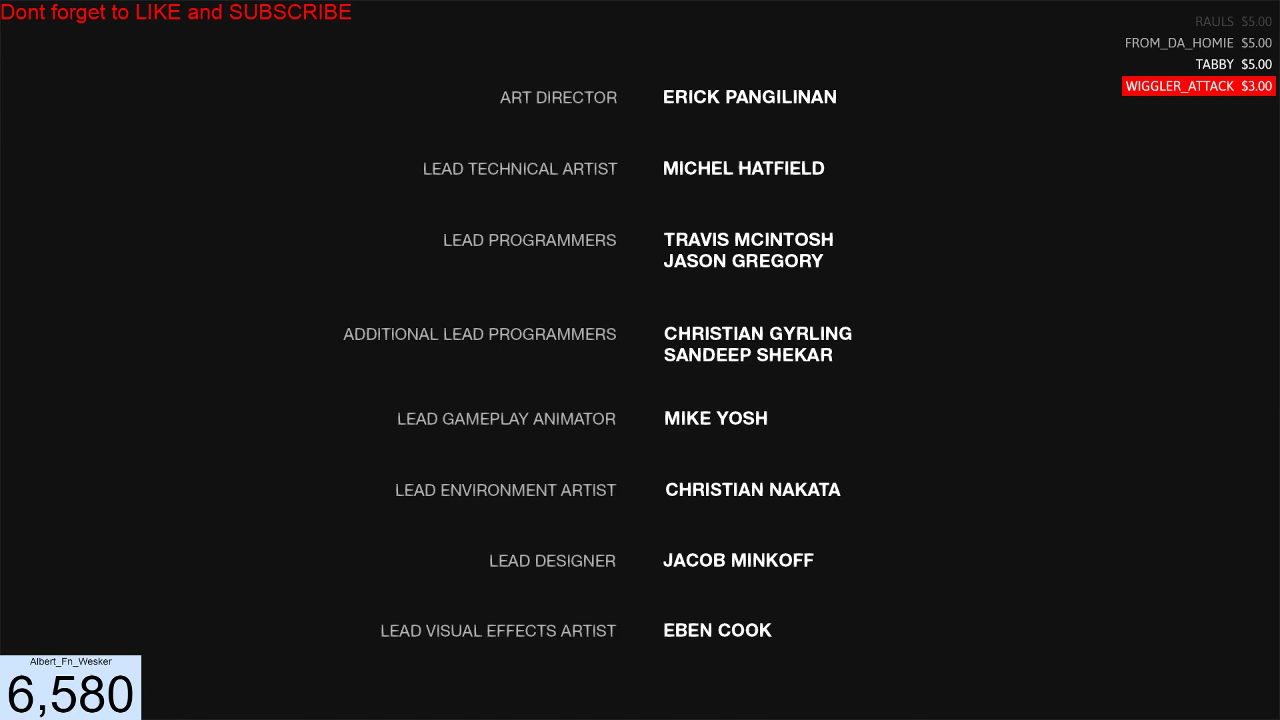 Dont forget to LIKE and SUBSCRIBE
RAULS $5.00
FROM_DA_HOMIE $5.00
TABBY $5.00
WIGGLER_ATTACK $3.00
ART DIRECTOR ERICK PANGILINAN
LEAD TECHNICAL ARTIST MICHEL HATFIELD
LEAD PROGRAMMERS TRAVIS MCINTOSH
JASON GREGORY
ADDITIONAL LEAD PROGRAMMERS CHRISTIAN GYRLING
SANDEEP SHEKAR
LEAD GAMEPLAY ANIMATOR MIKE YOSH
LEAD ENVIRONMENT ARTIST CHRISTIAN NAKATA
LEAD DESIGNER JACOB MINKOFF
LEAD VISUAL EFFECTS ARTIST EBEN COOK
Albert_Fn_Wesker
6,580